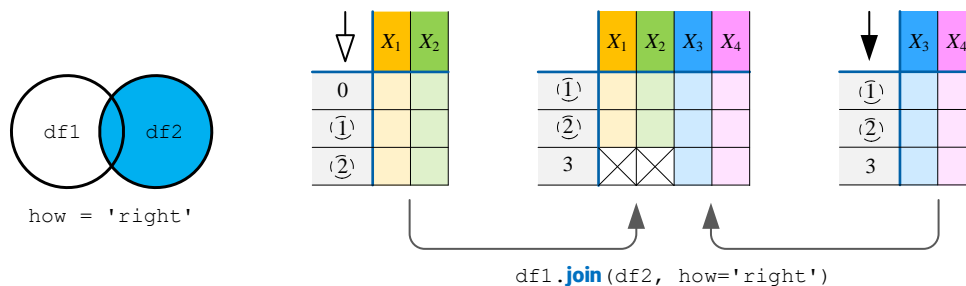 X1 X2
0
1
2
X1 X2 X3 X4
1
2
3
X3 X4
1
2
3
df1 df2
how = 'right'
df1.join(df2, how='right')